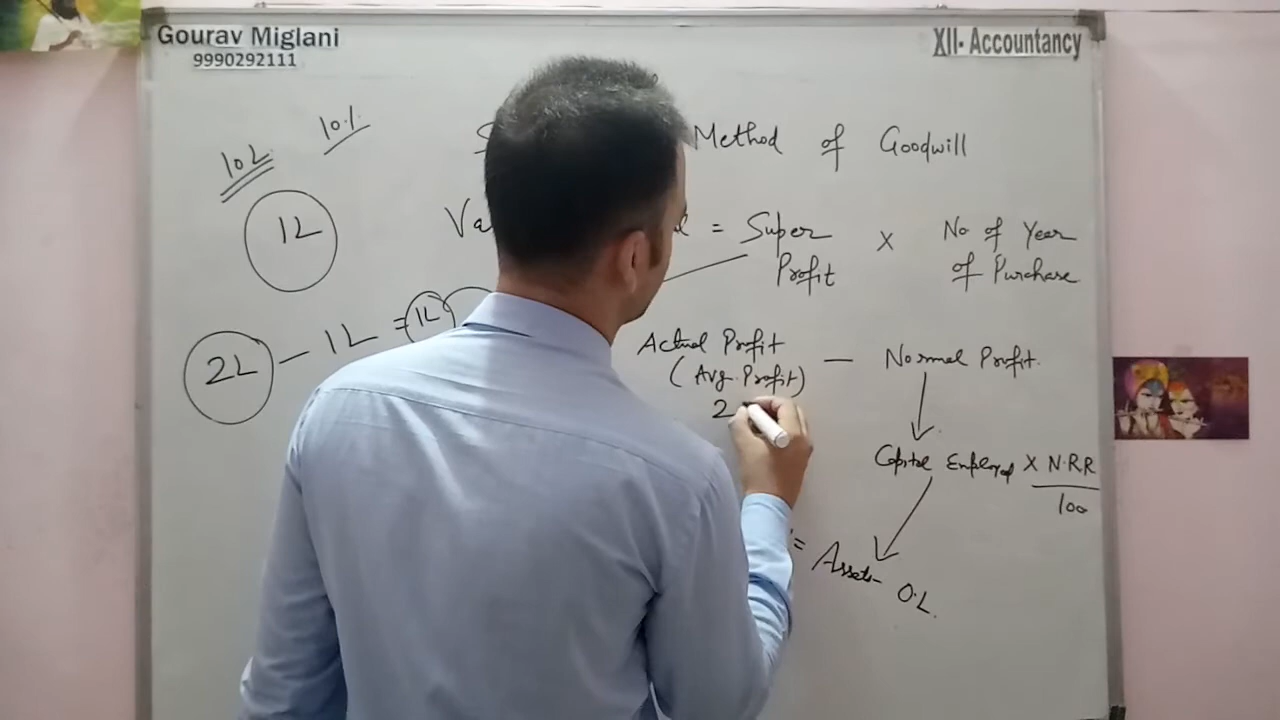 Gourav Miglani
9990292111
XII- Accountancy
10%
10L
Method of Goodwill
1L
= Super Profit × No of Year of Purchase
2L - 1L = 1L
Actual Profit (Avg. Profit) - Normal Profit.
2
Capital Employed × N.RR / 100
= Assets - O.L.